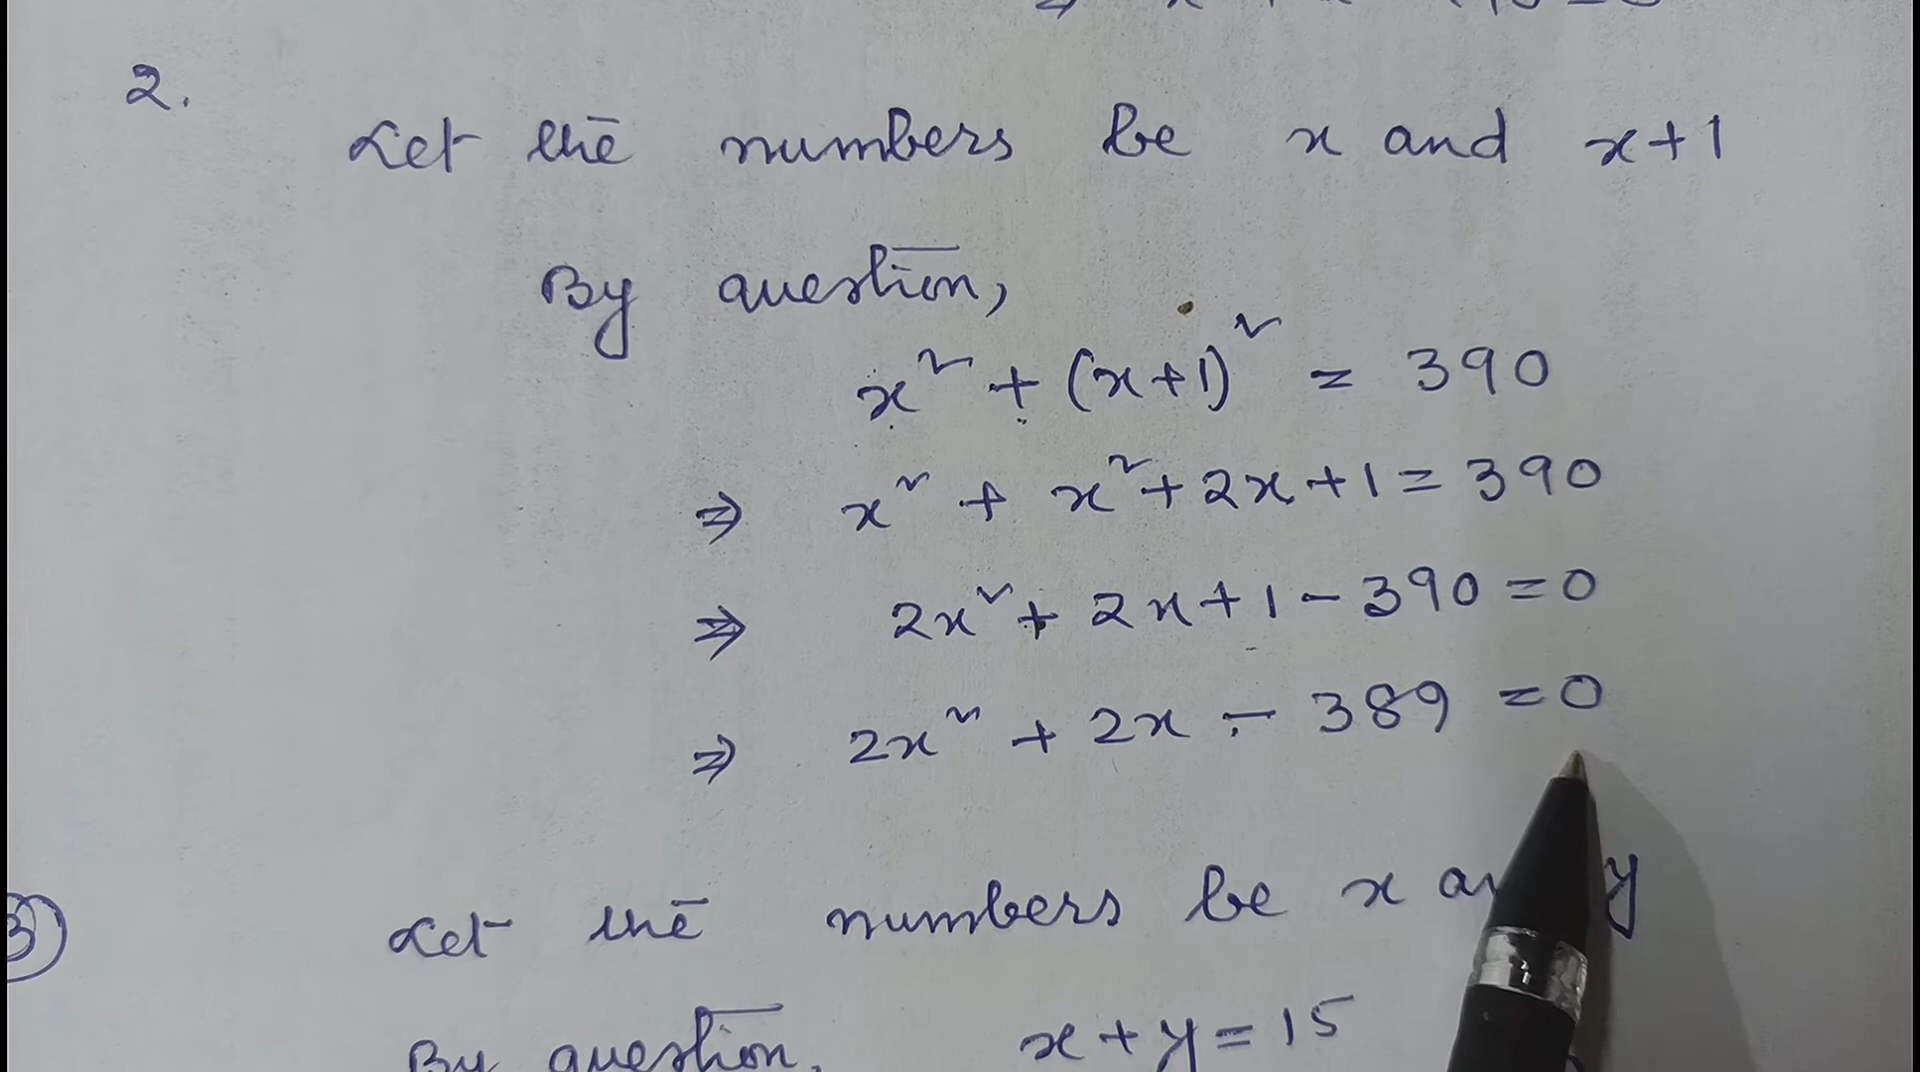 2.
Let the numbers be x and x+1
By question,
x² + (x+1)² = 390
⇒ x² + x² + 2x + 1 = 390
⇒ 2x² + 2x + 1 - 390 = 0
⇒ 2x² + 2x - 389 = 0
3 Let the numbers be x y
By question, x + y = 15